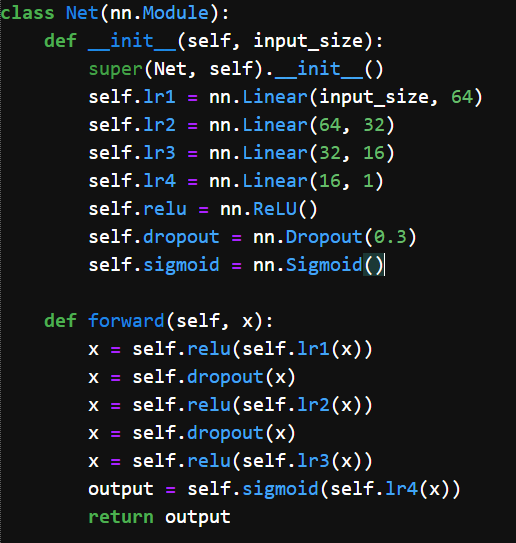 class Net(nn.Module):
    def __init__(self, input_size):
        super(Net, self).__init__()
        self.lr1 = nn.Linear(input_size, 64)
        self.lr2 = nn.Linear(64, 32)
        self.lr3 = nn.Linear(32, 16)
        self.lr4 = nn.Linear(16, 1)
        self.relu = nn.ReLU()
        self.dropout = nn.Dropout(0.3)
        self.sigmoid = nn.Sigmoid()

    def forward(self, x):
        x = self.relu(self.lr1(x))
        x = self.dropout(x)
        x = self.relu(self.lr2(x))
        x = self.dropout(x)
        x = self.relu(self.lr3(x))
        output = self.sigmoid(self.lr4(x))
        return output